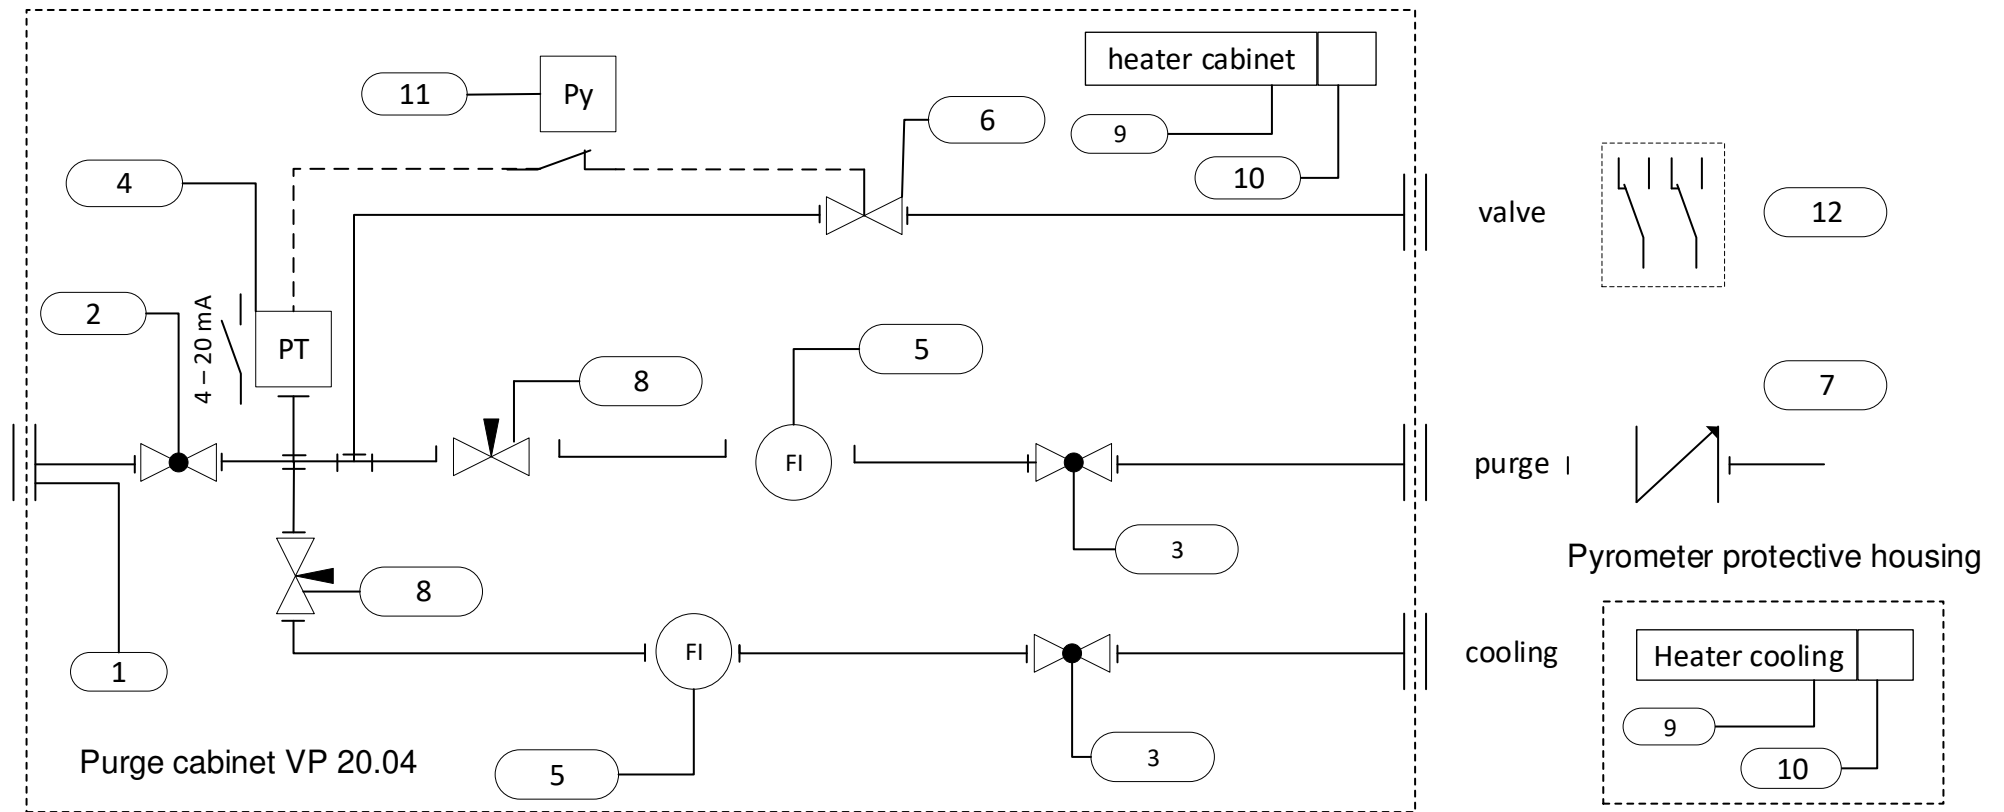 heater cabinet
11
Py
6
9
4
10
valve
12
2
4 – 20 mA
PT
5
8
7
FI
purge
3
Pyrometer protective housing
8
1
FI
cooling
Heater cooling
9
3
10
5
Purge cabinet VP 20.04